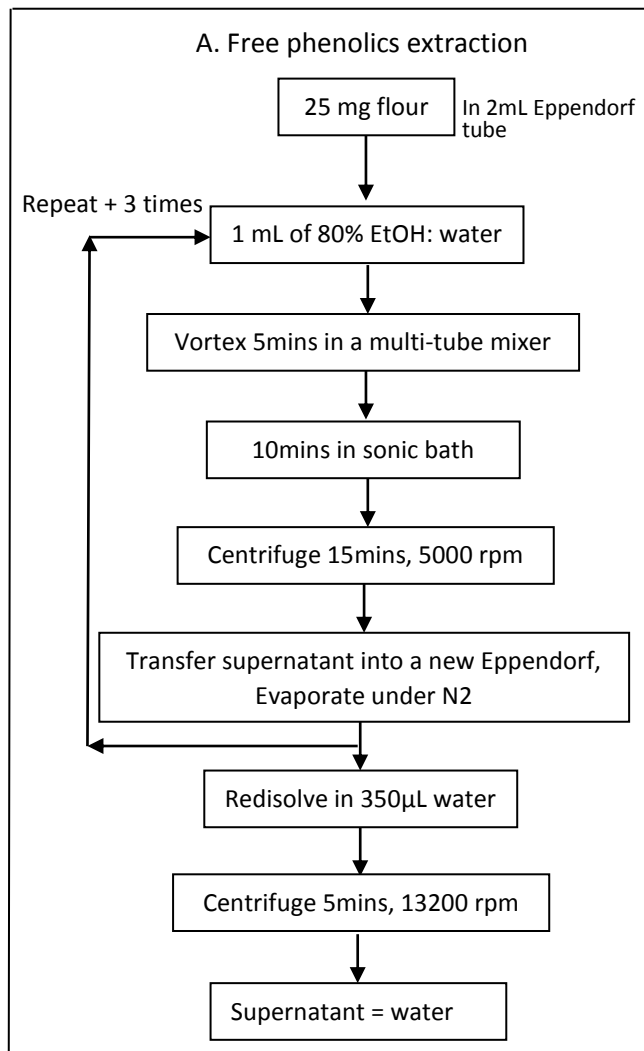 A. Free phenolics extraction
25 mg flour
In 2mL Eppendorf
tube
Repeat + 3 times
1 mL of 80% EtOH: water
Vortex 5mins in a multi-tube mixer
10mins in sonic bath
Centrifuge 15mins, 5000 rpm
Transfer supernatant into a new Eppendorf,
Evaporate under N2
Redisolve in 350µL water
Centrifuge 5mins, 13200 rpm
Supernatant = water